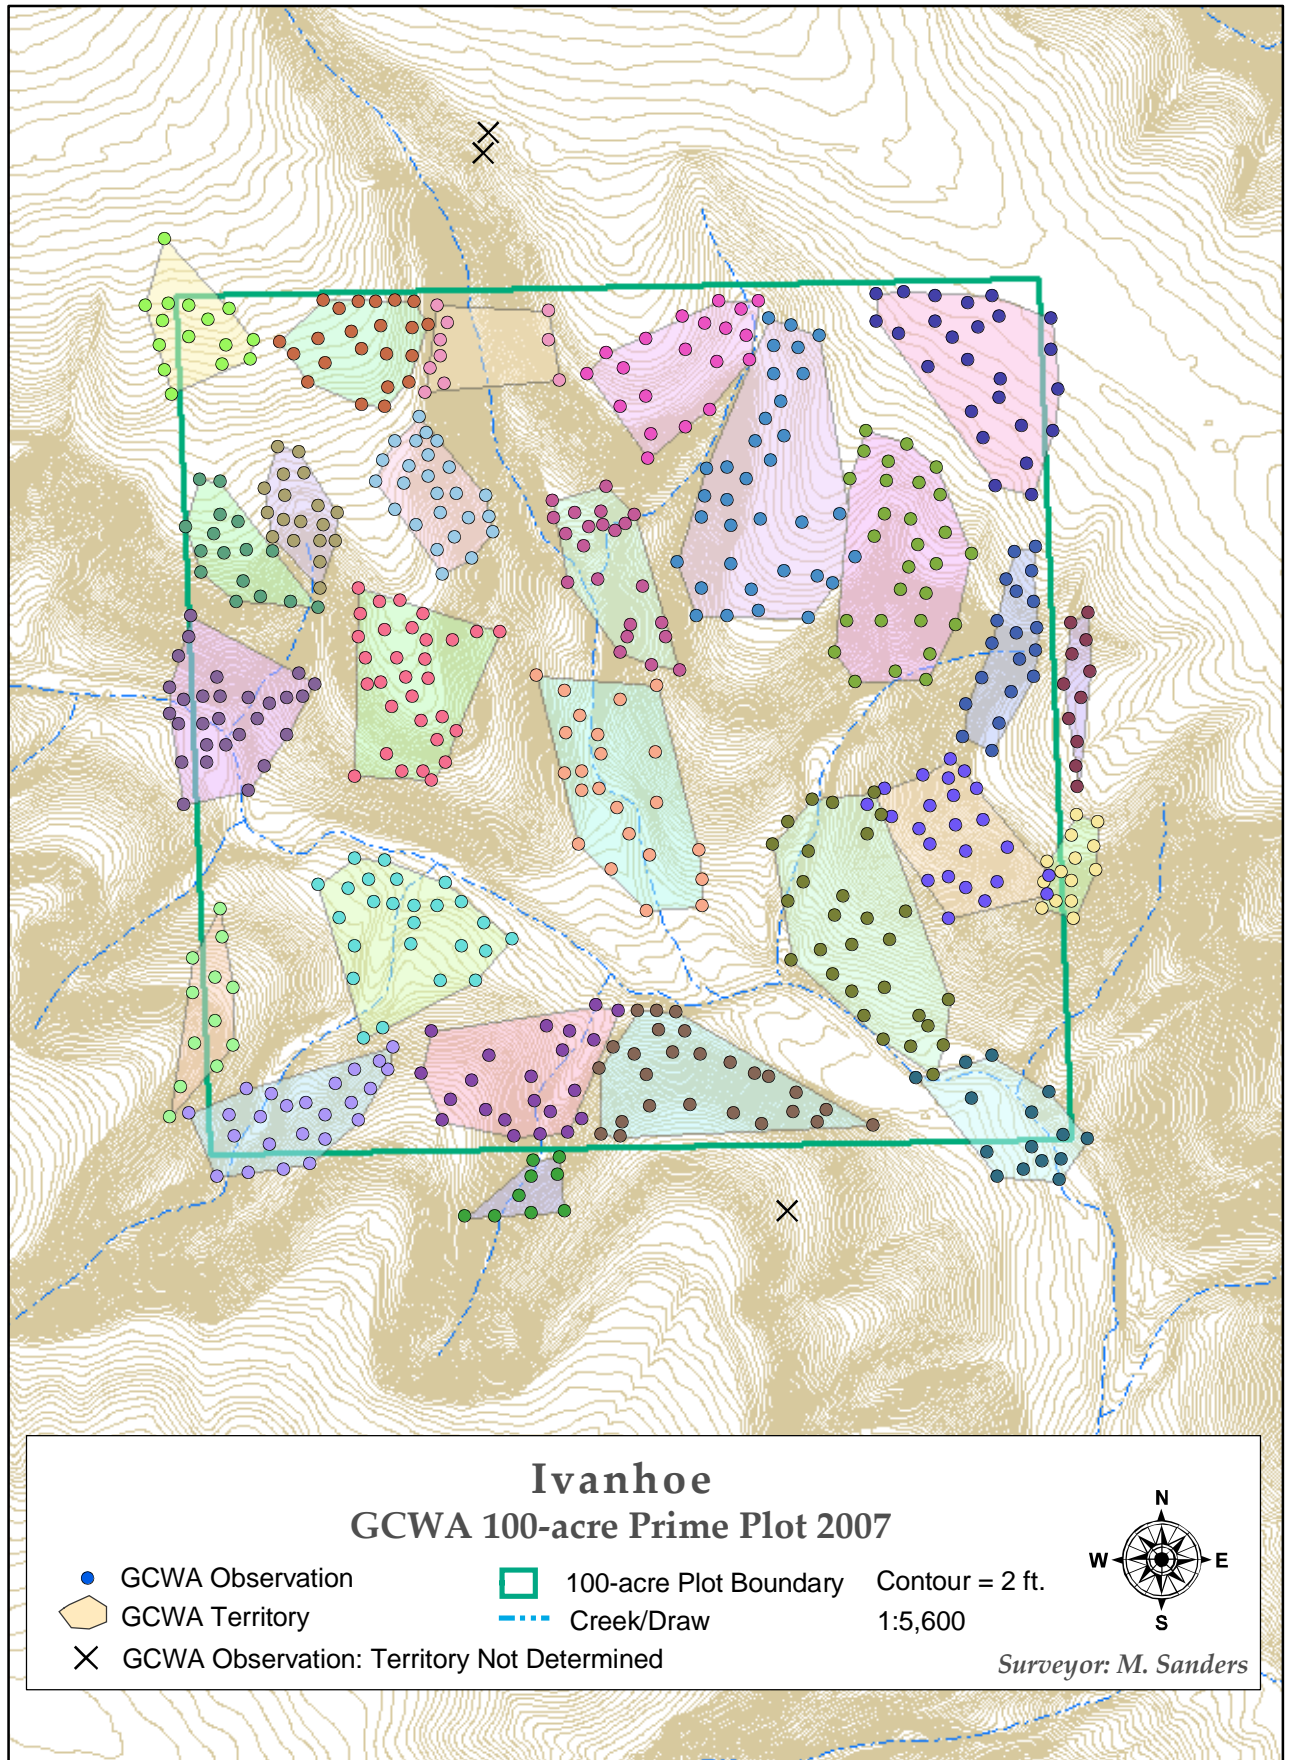 Ivanhoe
GCWA 100-acre Prime Plot 2007
N
W E
S
GCWA Observation
GCWA Territory
GCWA Observation: Territory Not Determined
100-acre Plot Boundary
Creek/Draw
Contour = 2 ft.
1:5,600
Surveyor: M. Sanders